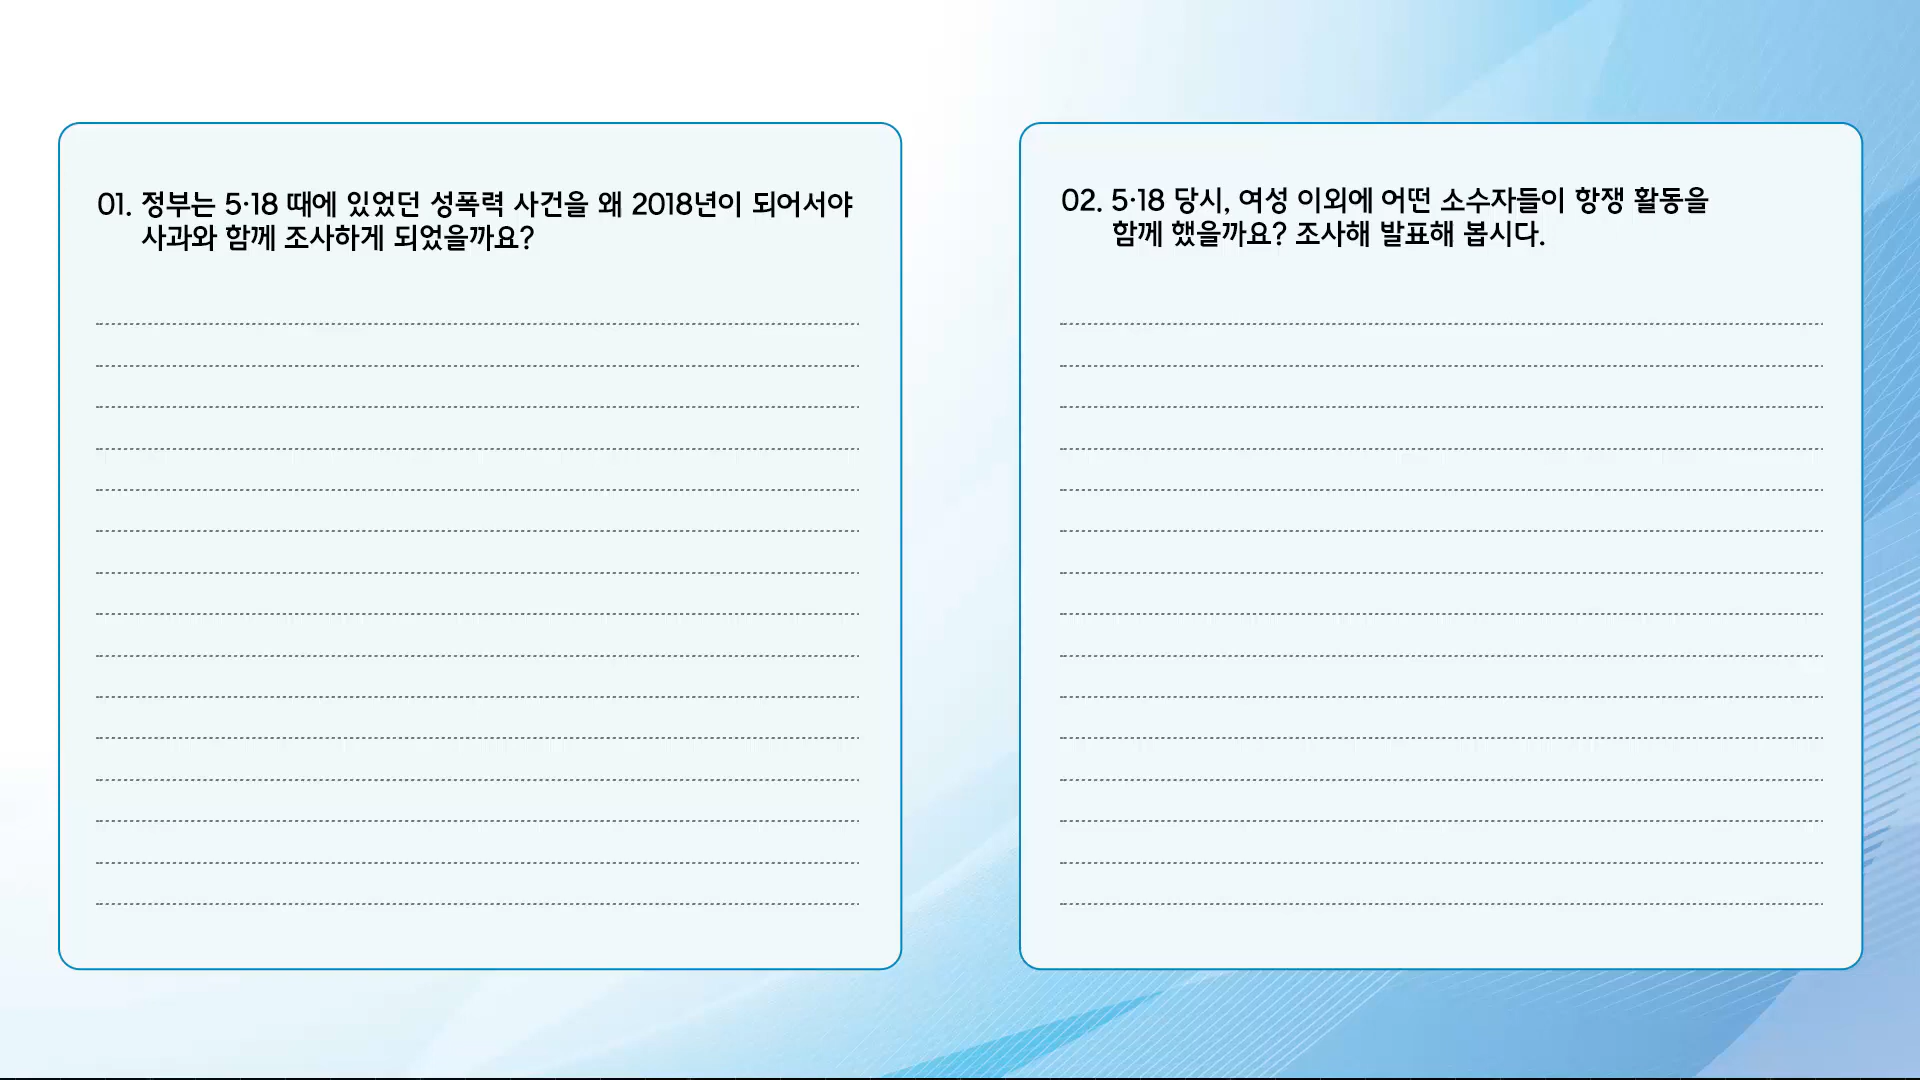 01. 정부는 5·18 때에 있었던 성폭력 사건을 왜 2018년이 되어서야
사과와 함께 조사하게 되었을까요?
02. 5·18 당시, 여성 이외에 어떤 소수자들이 항쟁 활동을
함께 했을까요? 조사해 발표해 봅시다.